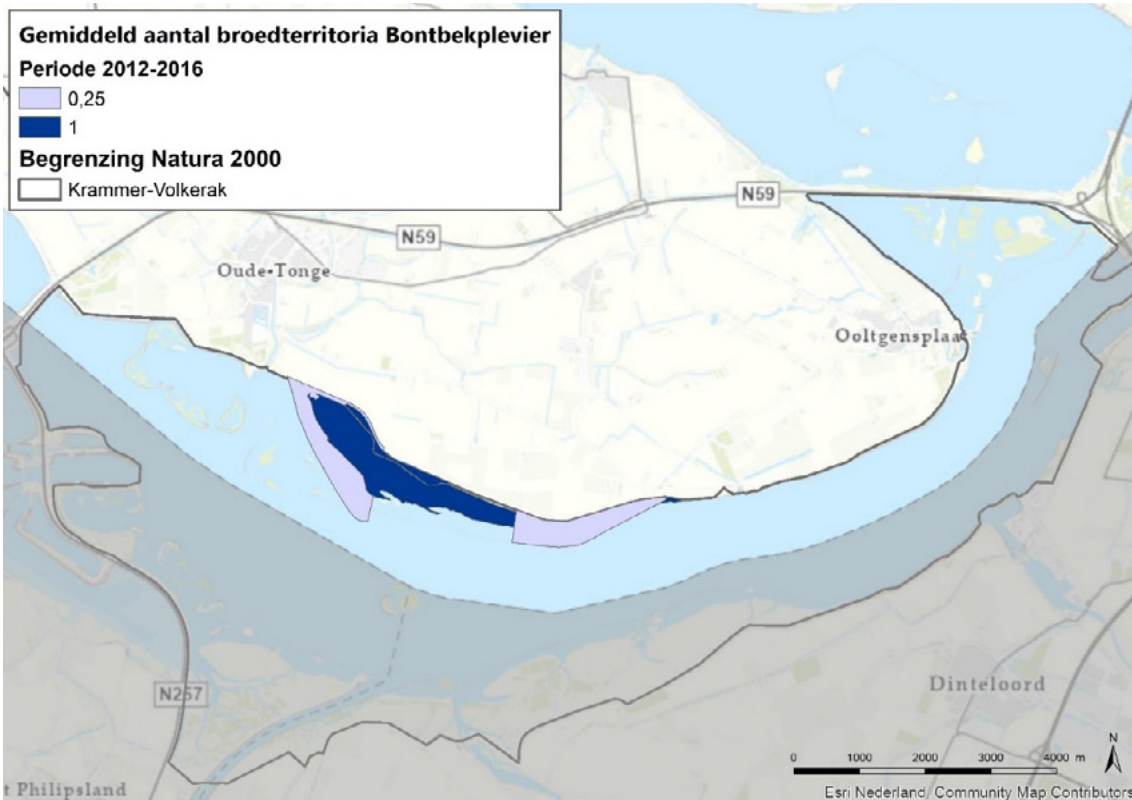 Gemiddeld aantal broedterritoria Bontbekplevier
Periode 2012-2016
0,25
1
Begrenzing Natura 2000
Krammer-Volkerak
N59
N59
Oude-Tonge
Ooltgensplaa
N257
Dinteloord
t Philipsland
0 1000 2000 3000 4000 m
N
Esri Nederland, Community Map Contributors